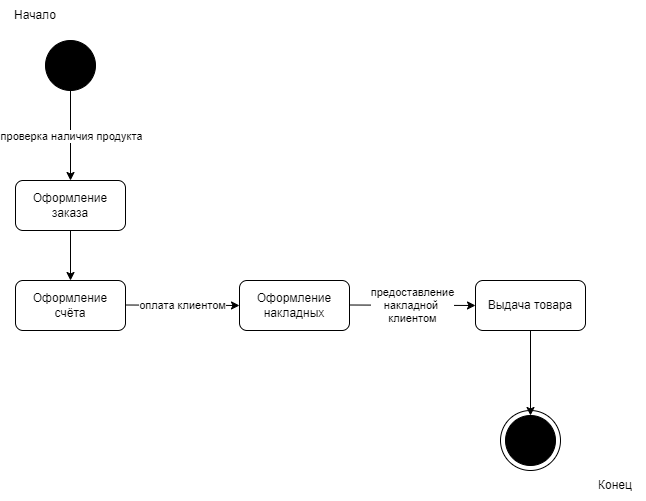 Начало
проверка наличия продукта
Оформление
заказа
Оформление
счёта
оплата клиентом
Оформление
накладных
предоставление
накладной
клиентом
Выдача товара
Конец